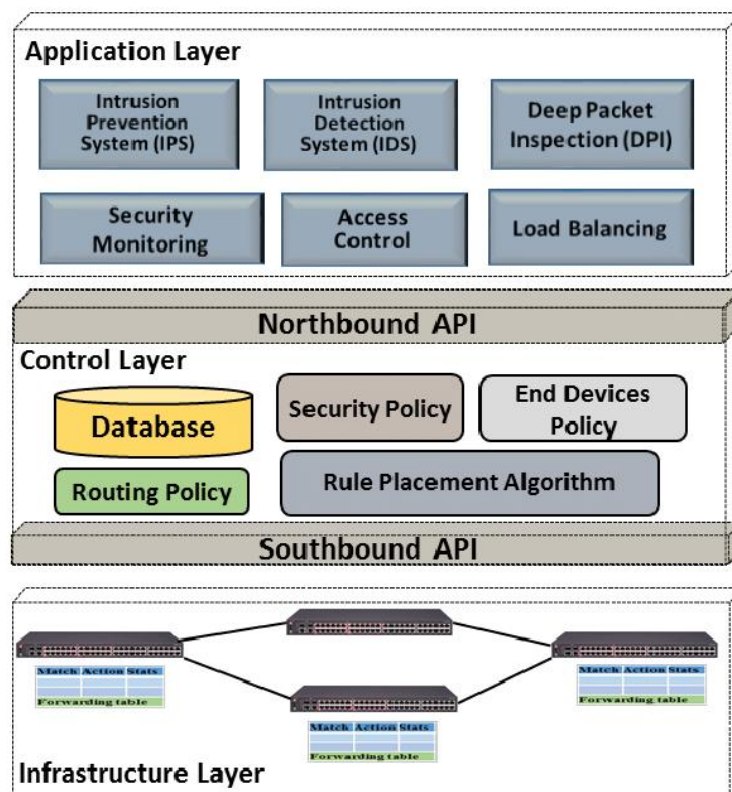 Application Layer
Intrusion
Prevention
System (IPS)
Intrusion
Detection
System (IDS)
Deep Packet
Inspection (DPI)
Security
Monitoring
Access
Control
Load Balancing
Northbound API
Control Layer
Database
Security Policy
End Devices
Policy
Routing Policy
Rule Placement Algorithm
Southbound API
Match Action Stats
Forwarding table
Match Action Stats
Forwarding table
Match Action Stats
Forwarding table
Infrastructure Layer